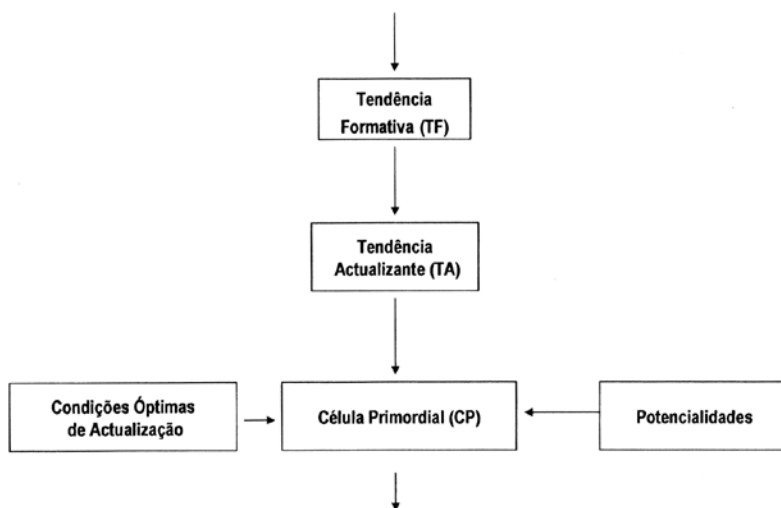 Tendência
Formativa (TF)
Tendência
Actualizante (TA)
Condições Óptimas
de Actualização
Célula Primordial (CP)
Potencialidades